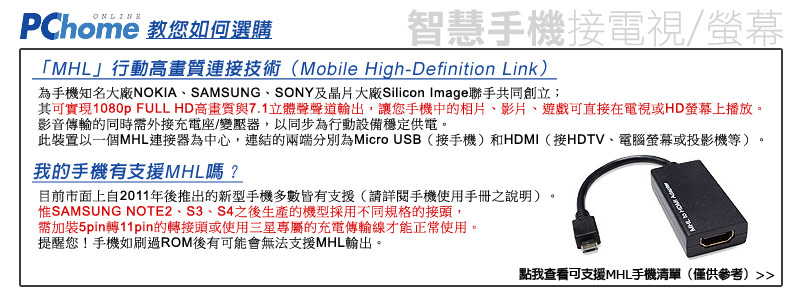 PChome ONLINE 教您如何選購
智慧手機接電視/螢幕
「MHL」行動高畫質連接技術（Mobile High-Definition Link）
為手機知名大廠NOKIA、SAMSUNG、SONY及晶片大廠Silicon Image聯手共同創立；
其可實現1080p FULL HD高畫質與7.1立體聲聲道輸出，讓您手機中的相片、影片、遊戲可直接在電視或HD螢幕上播放。
影音傳輸的同時需外接充電座/變壓器，以同步為行動設備穩定供電。
此裝置以一個MHL連接器為中心，連結的兩端分別為Micro USB（接手機）和HDMI（接HDTV、電腦螢幕或投影機等）。
我的手機有支援MHL嗎？
目前市面上自2011年後推出的新型手機多數皆有支援（請詳閱手機使用手冊之說明）。
惟SAMSUNG NOTE2、S3、S4之後生產的機型採用不同規格的接頭，
需加裝5pin轉11pin的轉接頭或使用三星專屬的充電傳輸線才能正常使用。
提醒您！手機如刷過ROM後有可能會無法支援MHL輸出。
MHL to HDMI Adapter
點我查看可支援MHL手機清單（僅供參考）>>